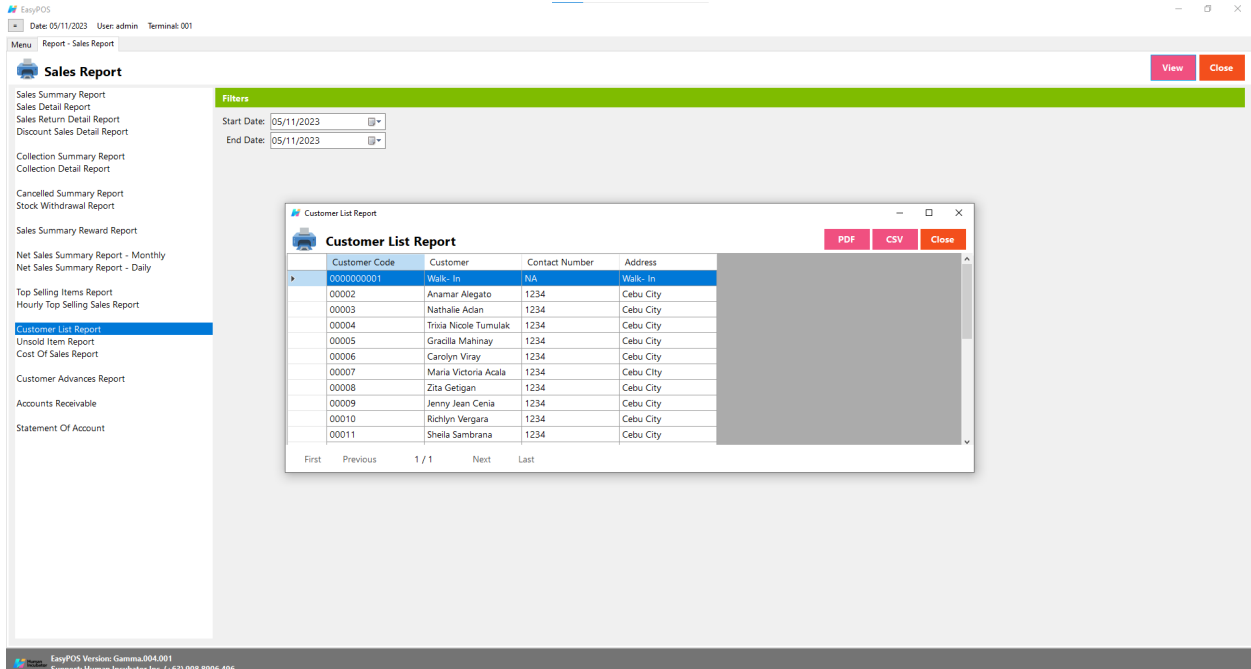 EasyPOS
Date: 05/11/2023 User: admin Terminal: 001
Menu Report - Sales Report
Sales Report
View Close
Sales Summary Report
Sales Detail Report
Sales Return Detail Report
Discount Sales Detail Report
Collection Summary Report
Collection Detail Report
Cancelled Summary Report
Stock Withdrawal Report
Sales Summary Reward Report
Net Sales Summary Report - Monthly
Net Sales Summary Report - Daily
Top Selling Items Report
Hourly Top Selling Sales Report
Customer List Report
Unsold Item Report
Cost Of Sales Report
Customer Advances Report
Accounts Receivable
Statement Of Account
Filters
Start Date: 05/11/2023
End Date: 05/11/2023
Customer List Report
Customer List Report
PDF CSV Close
Customer Code Customer Contact Number Address
0000000001 Walk- In NA Walk- In
00002 Anamar Alegato 1234 Cebu City
00003 Nathalie Adlan 1234 Cebu City
00004 Trixia Nicole Tumulak 1234 Cebu City
00005 Gracilla Mahinay 1234 Cebu City
00006 Carolyn Viray 1234 Cebu City
00007 Maria Victoria Acala 1234 Cebu CIty
00008 Zita Getigan 1234 Cebu City
00009 Jenny Jean Cenia 1234 Cebu City
00010 Richlyn Vergara 1234 Cebu City
00011 Sheila Sambrana 1234 Cebu City
First Previous 1 / 1 Next Last
EasyPOS Version: Gamma.004.001
Support: Human Incubator Inc. (+63) 908 8906 496